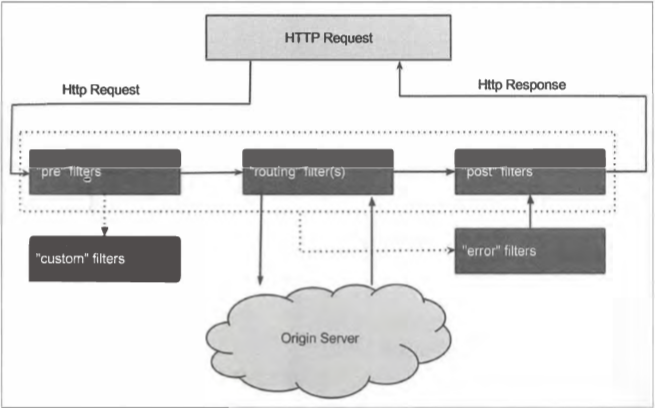 HTTP Request
Http Request
Http Response
"pre" filters
"routing" filter(s)
"post" filters
"custom" filters
"error" filters
Origin Server